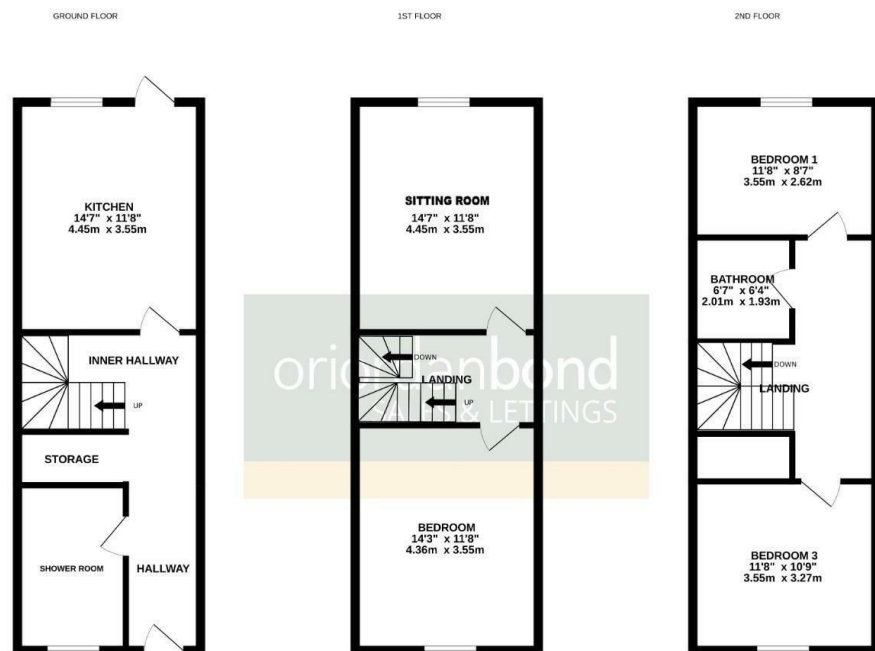 GROUND FLOOR
1ST FLOOR
2ND FLOOR
KITCHEN
14'7" x 11'8"
4.45m x 3.55m
INNER HALLWAY
UP
STORAGE
SHOWER ROOM
HALLWAY
SITTING ROOM
14'7" x 11'8"
4.45m x 3.55m
DOWN
LANDING
UP
BEDROOM
14'3" x 11'8"
4.36m x 3.55m
BEDROOM 1
11'8" x 8'7"
3.55m x 2.62m
BATHROOM
6'7" x 6'4"
2.01m x 1.93m
DOWN
LANDING
BEDROOM 3
11'8" x 10'9"
3.55m x 3.27m
oriordanbond
SALES & LETTINGS